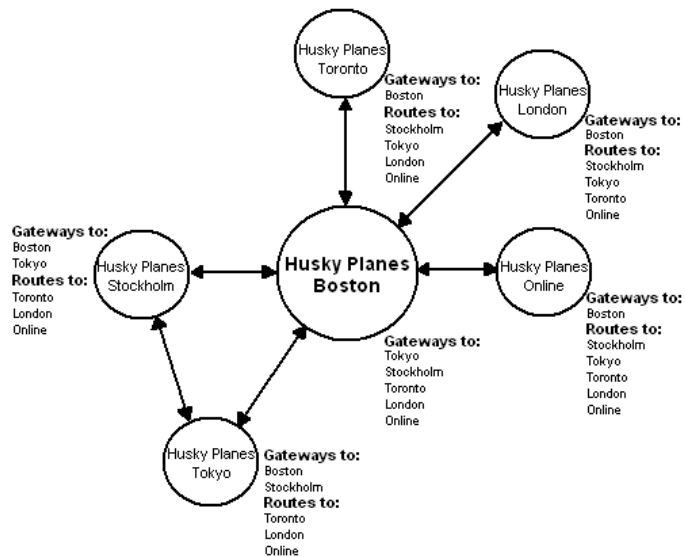 Husky Planes
Toronto
Gateways to:
Boston
Routes to:
Stockholm
Tokyo
London
Online
Husky Planes
London
Gateways to:
Boston
Routes to:
Stockholm
Tokyo
Toronto
Online
Gateways to:
Boston
Tokyo
Routes to:
Toronto
London
Online
Husky Planes
Stockholm
Husky Planes
Boston
Gateways to:
Tokyo
Stockholm
Toronto
London
Online
Husky Planes
Online
Gateways to:
Boston
Routes to:
Stockholm
Tokyo
Toronto
London
Online
Husky Planes
Tokyo
Gateways to:
Boston
Stockholm
Routes to:
Toronto
London
Online